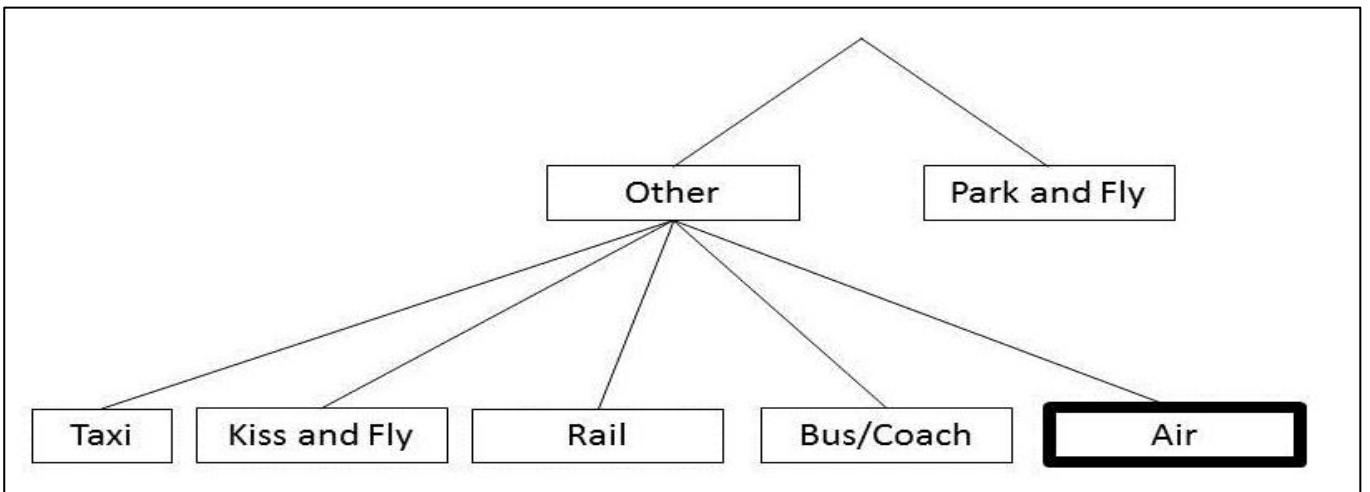 Other
Park and Fly
Taxi
Kiss and Fly
Rail
Bus/Coach
Air